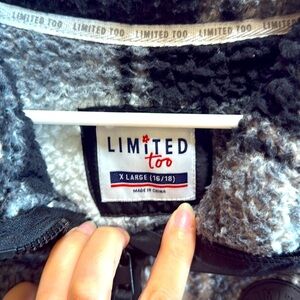 LIMITED TOO LIMITED TOO LIMITED TOO LIMITED TOO
LIMITED
too
X LARGE (16/18)
MADE IN CHINA